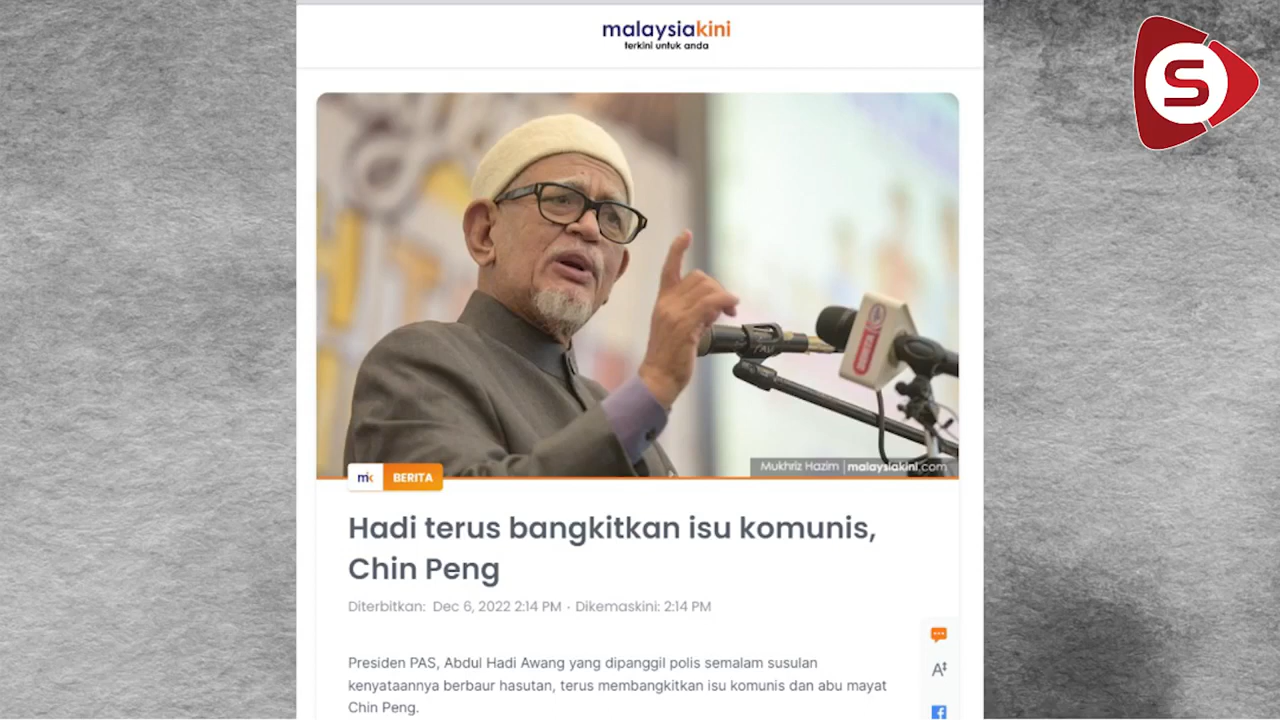 malaysiakini
terkini untuk anda
S
Mukhriz Hazim | malaysiakini.com
mk BERITA
Hadi terus bangkitkan isu komunis,
Chin Peng
Diterbitkan: Dec 6, 2022 2:14 PM · Dikemaskini: 2:14 PM
Presiden PAS, Abdul Hadi Awang yang dipanggil polis semalam susulan
kenyataannya berbaur hasutan, terus membangkitkan isu komunis dan abu mayat
Chin Peng.
A